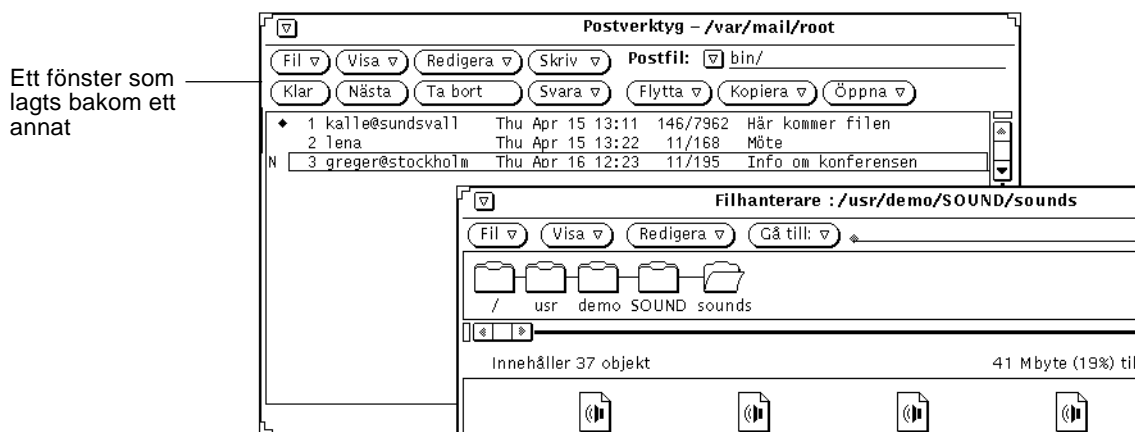 Ett fönster som
lagts bakom ett
annat
Postverktyg – /var/mail/root
Fil Visa Redigera Skriv Postfil: bin/
Klar Nästa Ta bort Svara Flytta Kopiera Öppna
1 kalle@sundsvall Thu Apr 15 13:11 146/7962 Här kommer filen
2 lena Thu Apr 15 13:22 11/168 Möte
N 3 greger@stockholm Thu Apr 16 12:23 11/195 Info om konferensen
Filhanterare : /usr/demo/SOUND/sounds
Fil Visa Redigera Gå till:
/ usr demo SOUND sounds
Innehåller 37 objekt 41 Mbyte (19%) til